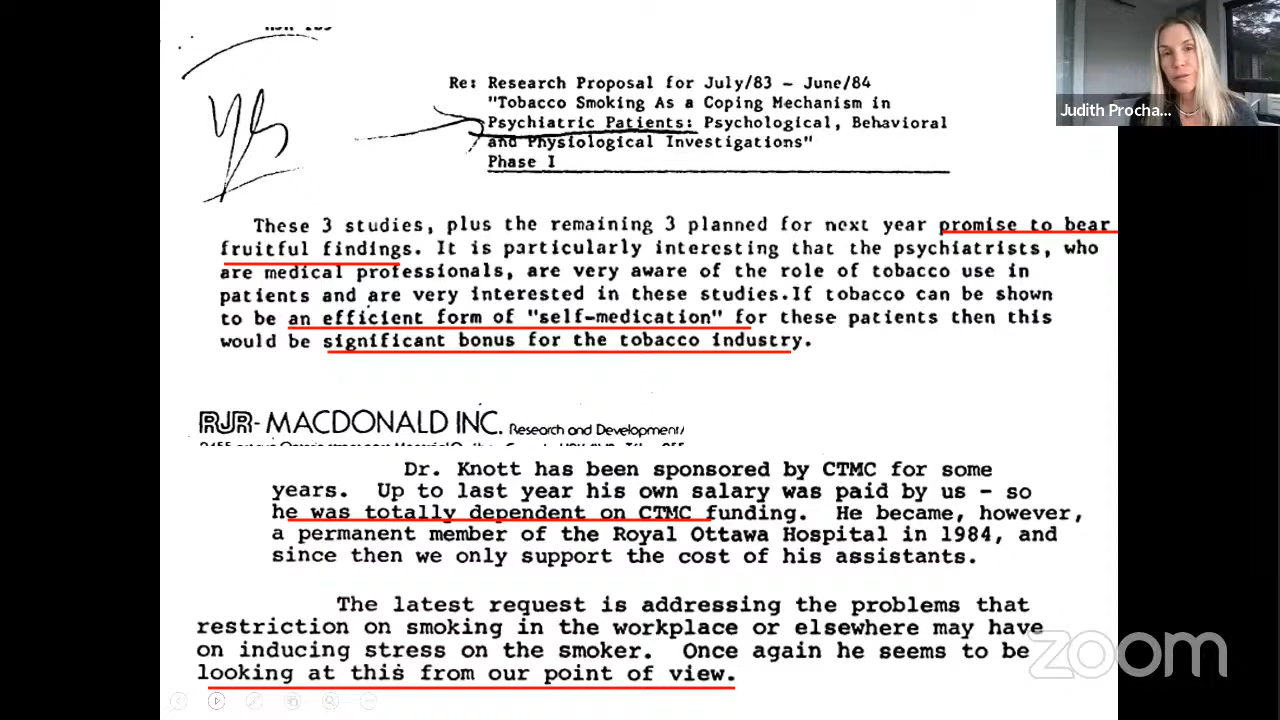 Re: Research Proposal for July/83 - June/84
"Tobacco Smoking As a Coping Mechanism in
Psychiatric Patients: Psychological, Behavioral
and Physiological Investigations"
Phase I
These 3 studies, plus the remaining 3 planned for next year promise to bear
fruitful findings. It is particularly interesting that the psychiatrists, who
are medical professionals, are very aware of the role of tobacco use in
patients and are very interested in these studies.If tobacco can be shown
to be an efficient form of "self-medication" for these patients then this
would be significant bonus for the tobacco industry.
RJR-MACDONALD INC. Research and Development/
Dr. Knott has been sponsored by CTMC for some
years. Up to last year his own salary was paid by us - so
he was totally dependent on CTMC funding. He became, however,
a permanent member of the Royal Ottawa Hospital in 1984, and
since then we only support the cost of his assistants.
The latest request is addressing the problems that
restriction on smoking in the workplace or elsewhere may have
on inducing stress on the smoker. Once again he seems to be
looking at this from our point of view.
Judith Procha...
zoom